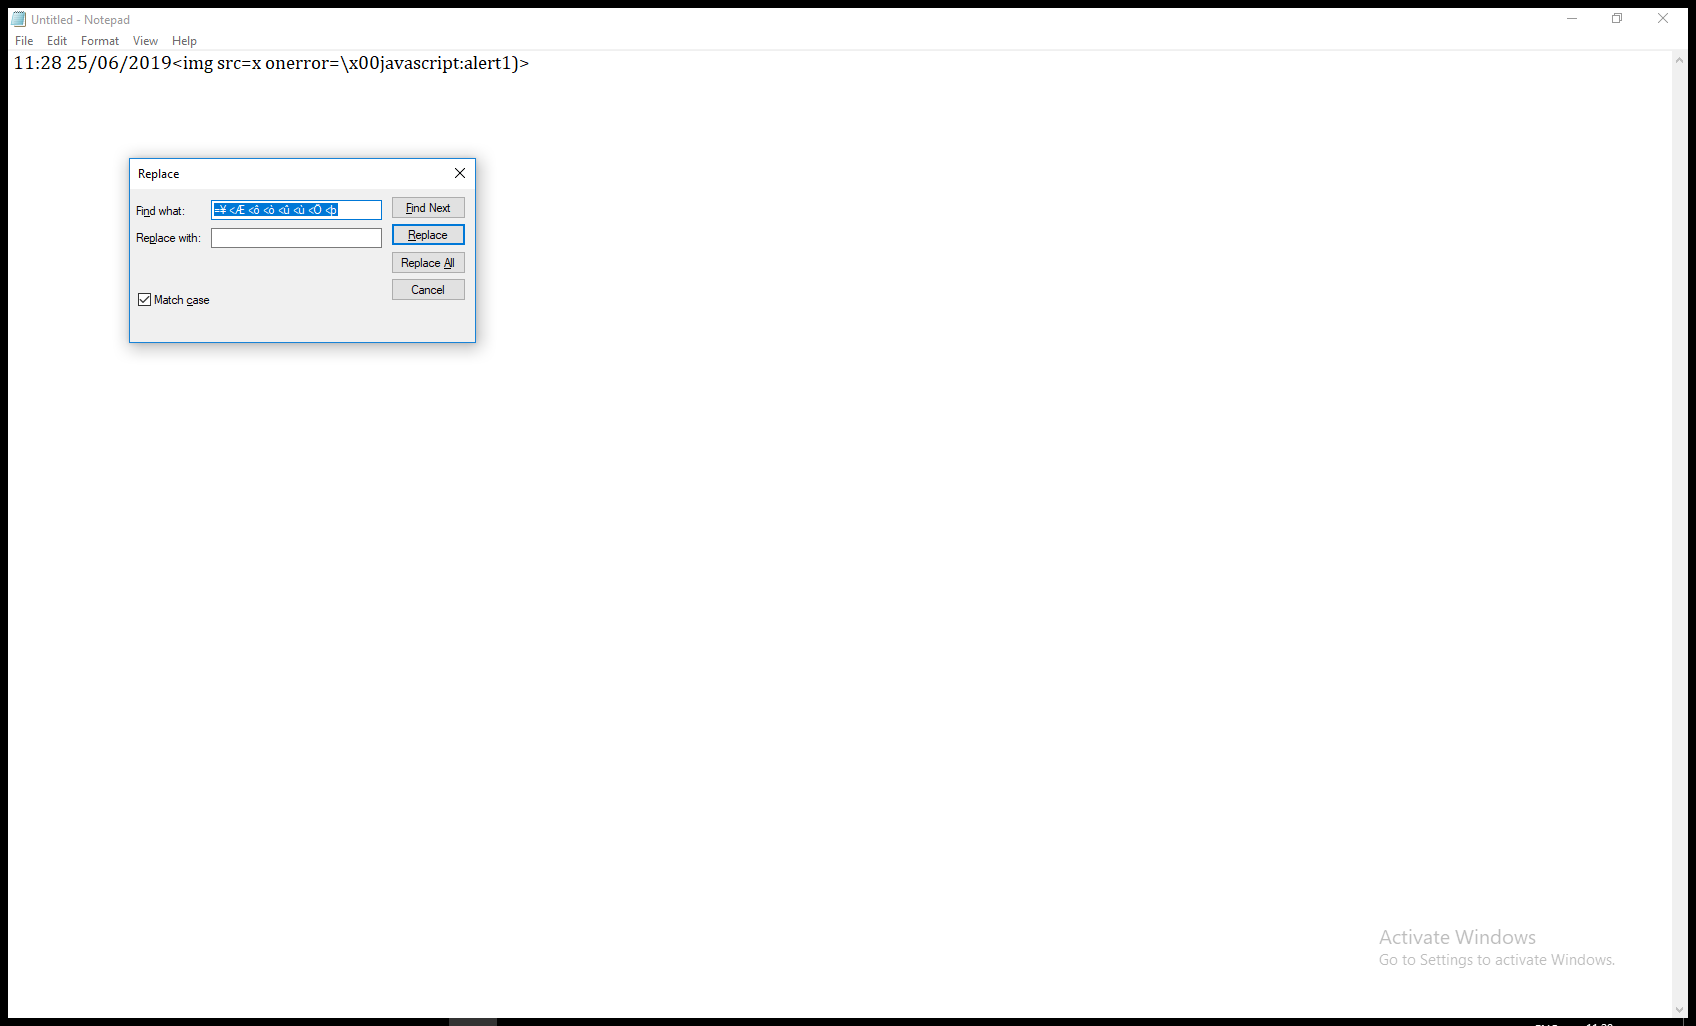 Untitled - Notepad
File Edit Format View Help
11:28 25/06/2019<img src=x onerror=\x00javascript:alert1)>
Replace
Find what: =¥ <Æ <ô <ò <û <ù <Ö <þ
Find Next
Replace with:
Replace
Replace All
Cancel
Match case
Activate Windows
Go to Settings to activate Windows.